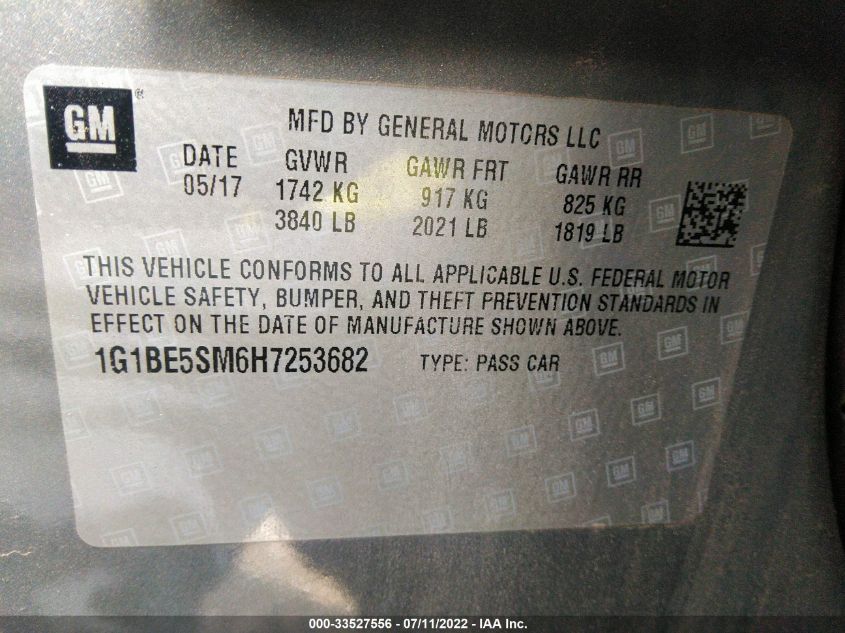 GM®
MFD BY GENERAL MOTORS LLC
DATE GVWR GAWR FRT GAWR RR
05/17 1742 KG 917 KG 825 KG
3840 LB 2021 LB 1819 LB
THIS VEHICLE CONFORMS TO ALL APPLICABLE U.S. FEDERAL MOTOR
VEHICLE SAFETY, BUMPER, AND THEFT PREVENTION STANDARDS IN
EFFECT ON THE DATE OF MANUFACTURE SHOWN ABOVE.
1G1BE5SM6H7253682 TYPE: PASS CAR
000-33527556 - 07/11/2022 - IAA Inc.